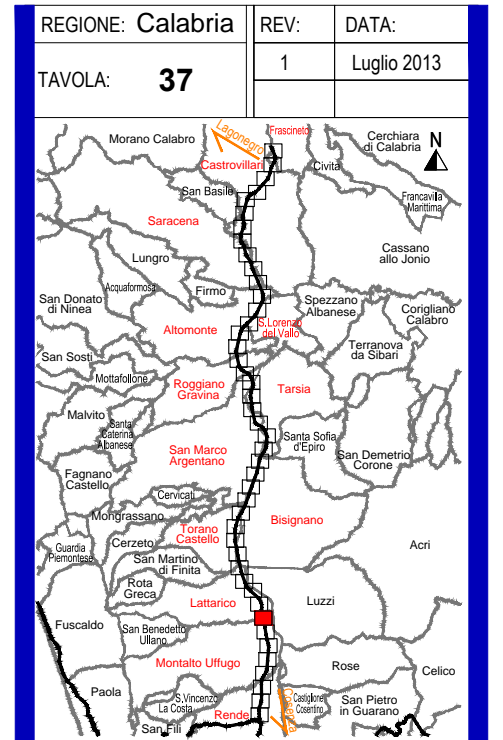 REGIONE: Calabria
REV:
DATA:
TAVOLA: 37
1
Luglio 2013
Lagonegro
Frascineto
Morano Calabro
Cerchiara
di Calabria
N
Castrovillari
Civita
San Basile
Francavilla
Marittima
Saracena
Cassano
allo Jonio
Lungro
Acquaformosa
Firmo
San Donato
di Ninea
Spezzano
Albanese
Corigliano
Calabro
S.Lorenzo
del Vallo
Altomonte
Terranova
da Sibari
San Sosti
Mottafollone
Roggiano
Gravina
Tarsia
Malvito
Santa
Caterina
Albanese
Santa Sofia
d'Epiro
San Marco
Argentano
San Demetrio
Corone
Fagnano
Castello
Cervicati
Mongrassano
Bisignano
Torano
Castello
Cerzeto
Guardia
Piemontese
Acri
San Martino
di Finita
Rota
Greca
Lattarico
Luzzi
Fuscaldo
San Benedetto
Ullano
Montalto Uffugo
Rose
Celico
Paola
S.Vincenzo
La Costa
Cosenza
Castiglione
Cosentino
San Pietro
in Guarano
Rende
San Fili